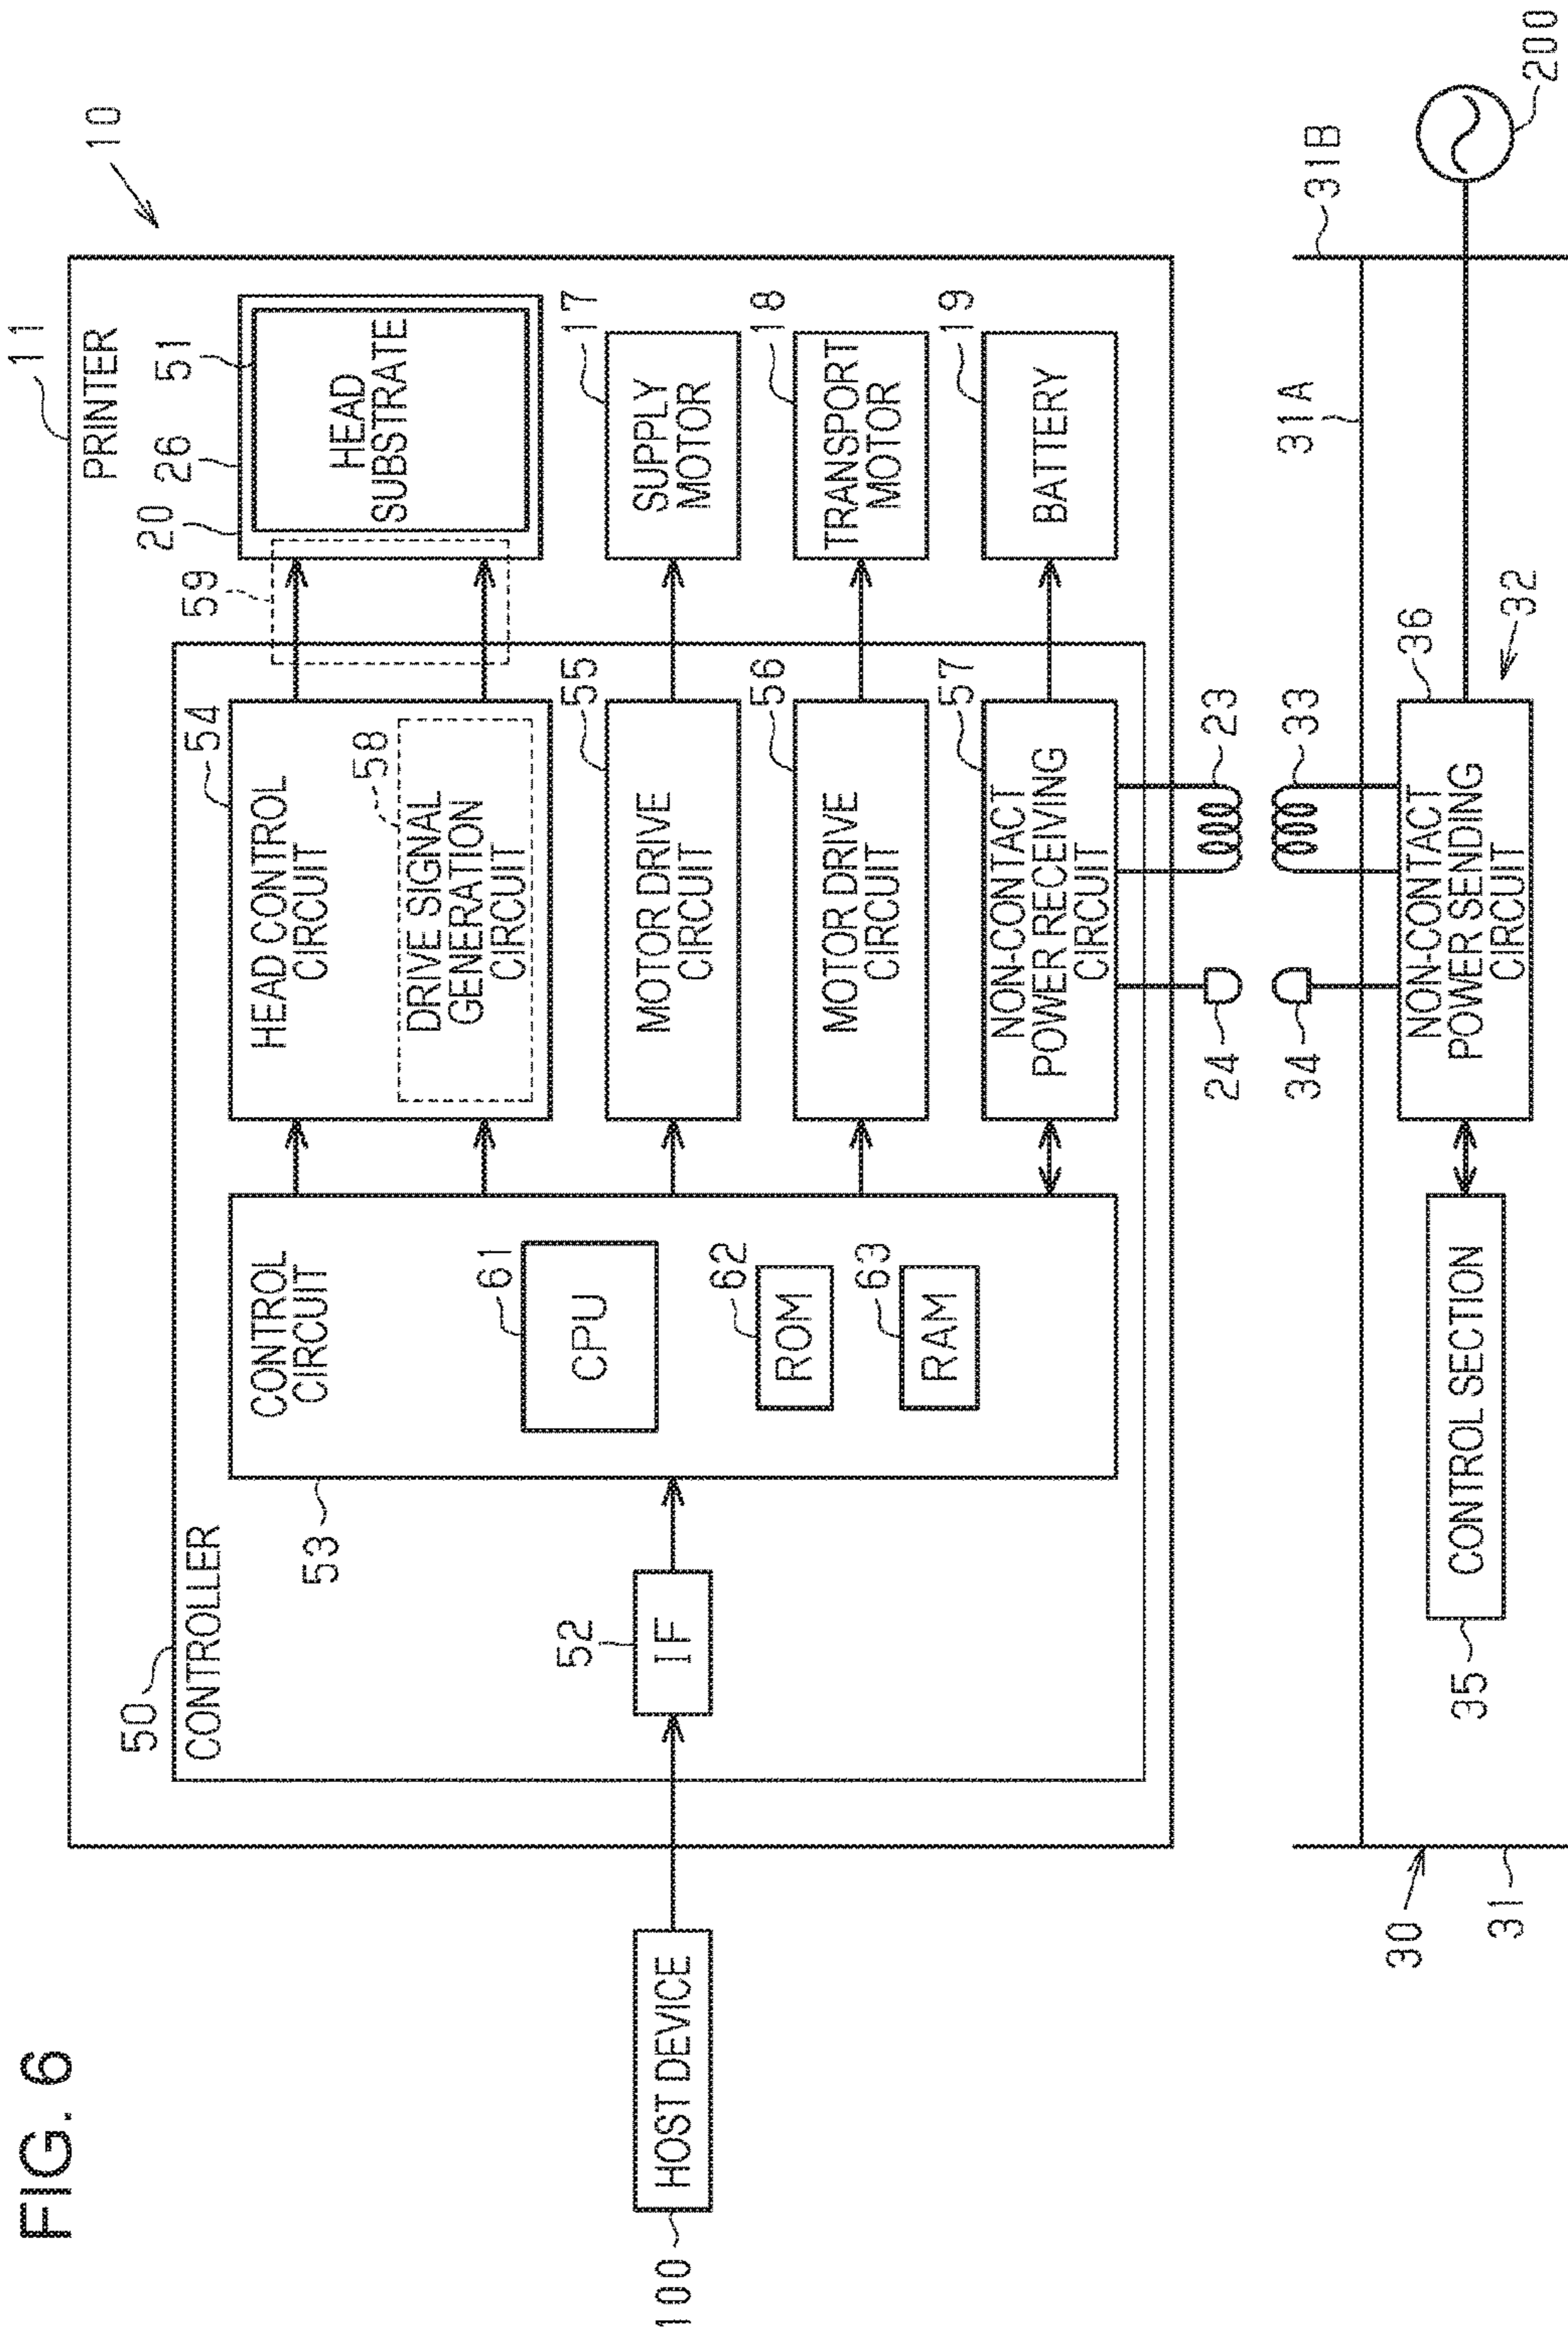 FIG. 6
10
11
PRINTER
20
26
51
HEAD
SUBSTRATE
59
50
CONTROLLER
54
HEAD CONTROL
CIRCUIT
58
DRIVE SIGNAL
GENERATION
CIRCUIT
CONTROL
CIRCUIT
53
61
CPU
62
ROM
63
RAM
52
IF
100
HOST DEVICE
55
MOTOR DRIVE
CIRCUIT
17
SUPPLY
MOTOR
56
MOTOR DRIVE
CIRCUIT
18
TRANSPORT
MOTOR
57
NON-CONTACT
POWER RECEIVING
CIRCUIT
19
BATTERY
24
23
34
33
31A
31B
30
31
35
CONTROL SECTION
36
NON-CONTACT
POWER SENDING
CIRCUIT
32
200